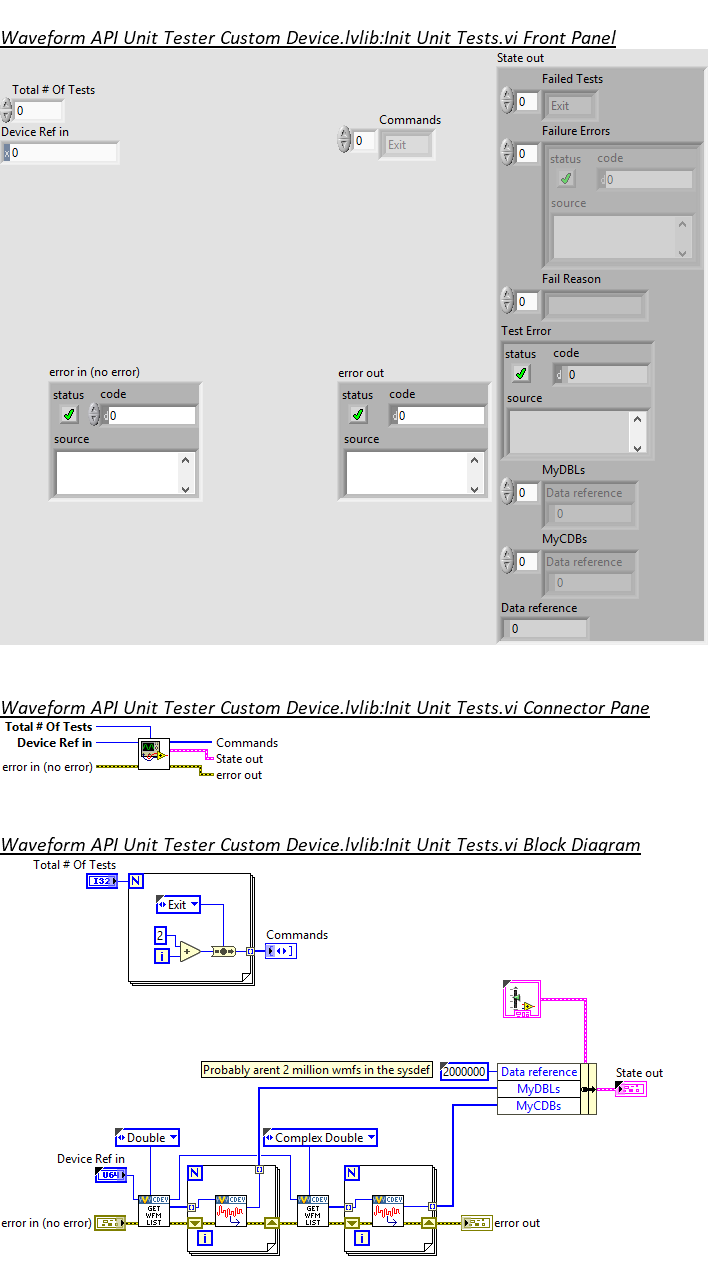 Waveform API Unit Tester Custom Device.lvlib:Init Unit Tests.vi Front Panel
State out
Total # Of Tests
0
Device Ref in
x 0
Commands
0
Exit
Failed Tests
0
Exit
Failure Errors
0
status
code
d 0
source
Fail Reason
0
Test Error
status
code
d 0
source
MyDBLs
0
Data reference
0
MyCDBs
0
Data reference
0
Data reference
0
error in (no error)
status
code
d 0
source
error out
status
code
d 0
source
Waveform API Unit Tester Custom Device.lvlib:Init Unit Tests.vi Connector Pane
Total # Of Tests
Device Ref in
error in (no error)
Commands
State out
error out
Waveform API Unit Tester Custom Device.lvlib:Init Unit Tests.vi Block Diagram
Total # Of Tests
I32
N
Exit
2
i
+
Commands
Probably arent 2 million wmfs in the sysdef
2000000
Data reference
MyDBLs
MyCDBs
State out
Double
Complex Double
Device Ref in
U64
N
N
CDEV
GET
WFM
LIST
CDEV
CDEV
GET
WFM
LIST
CDEV
error in (no error)
error out
i
i